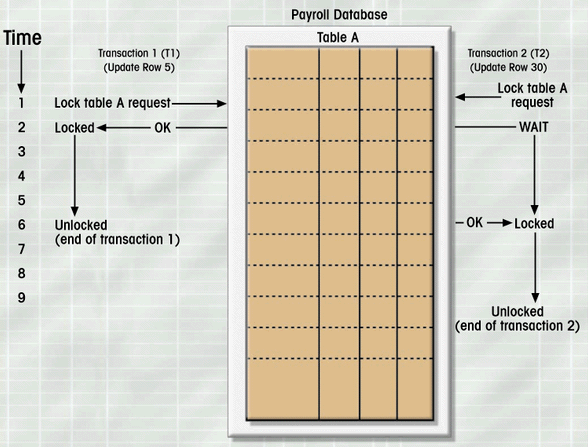 Payroll Database
Time
Table A
Transaction 1 (T1)
(Update Row 5)
Transaction 2 (T2)
(Update Row 30)
1
Lock table A request
Lock table A
request
2
Locked
OK
WAIT
3
4
5
6
Unlocked
(end of transaction 1)
OK
Locked
7
8
9
Unlocked
(end of transaction 2)